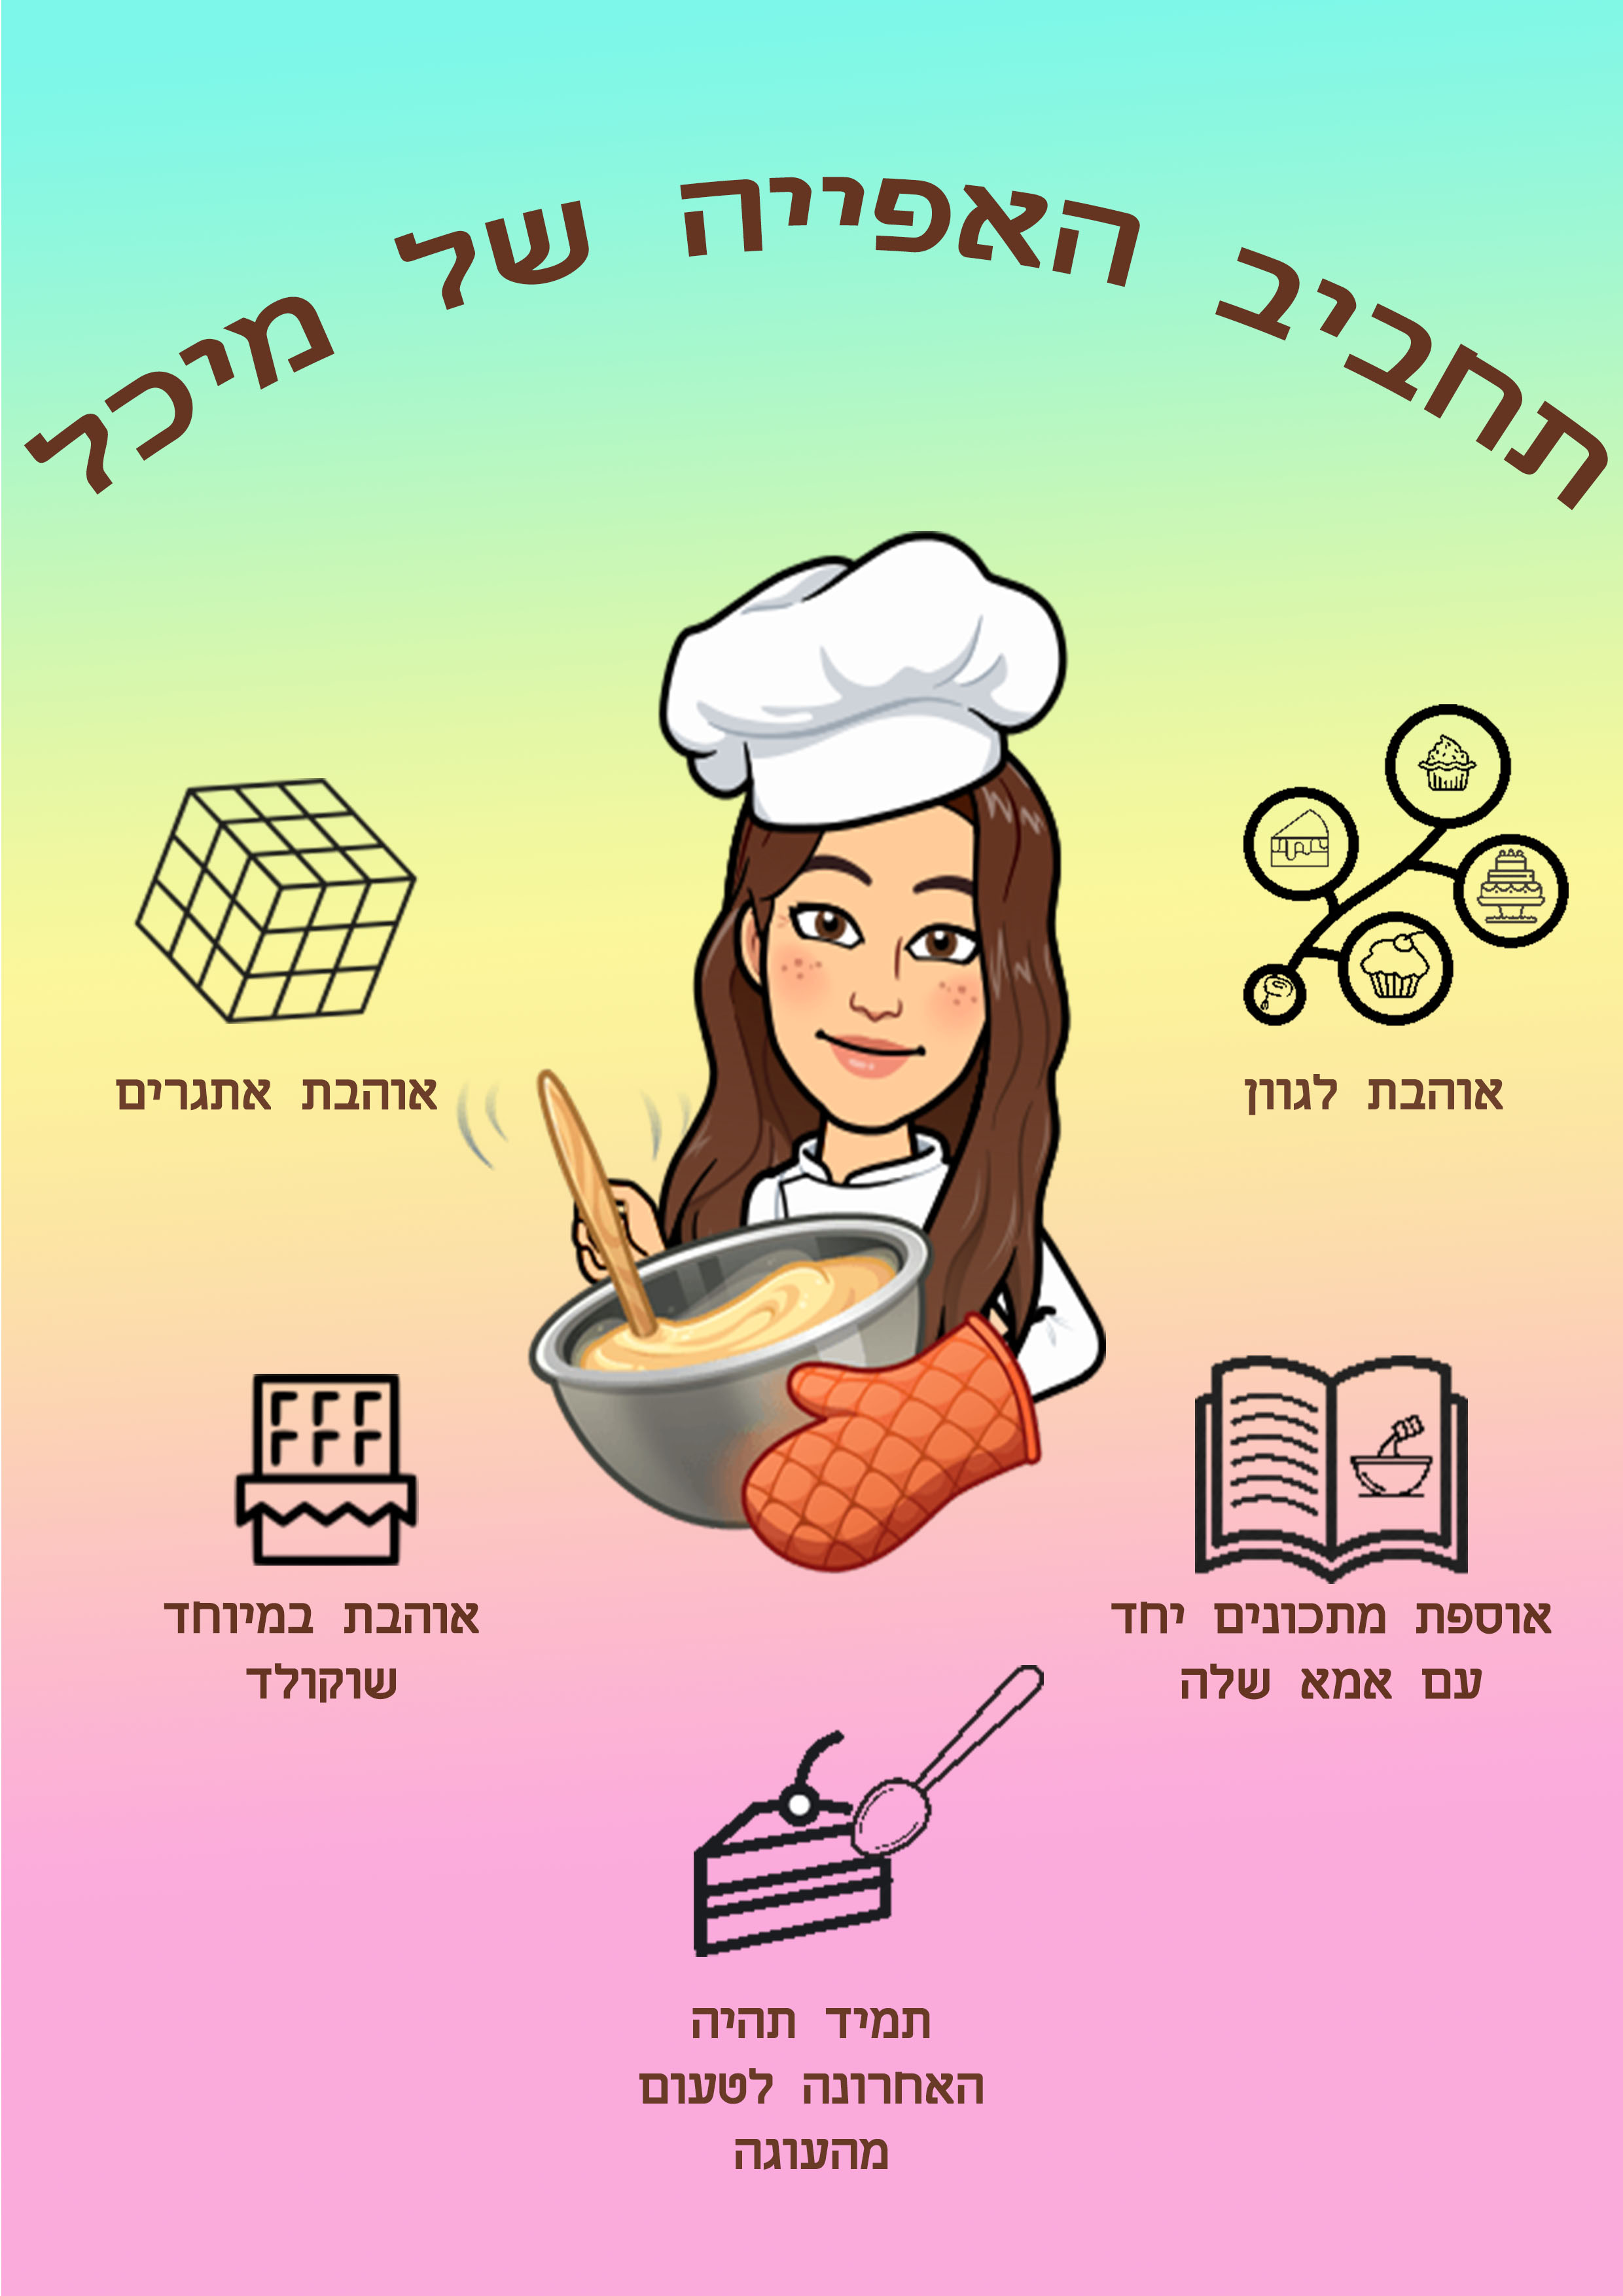 תחביב האפייה של מיכל
אוהבת לגוון
אוהבת אתגרים
אוספת מתכונים יחד
עם אמא שלה
אוהבת במיוחד
שוקולד
תמיד תהיה
האחרונה לטעום
מהעוגה